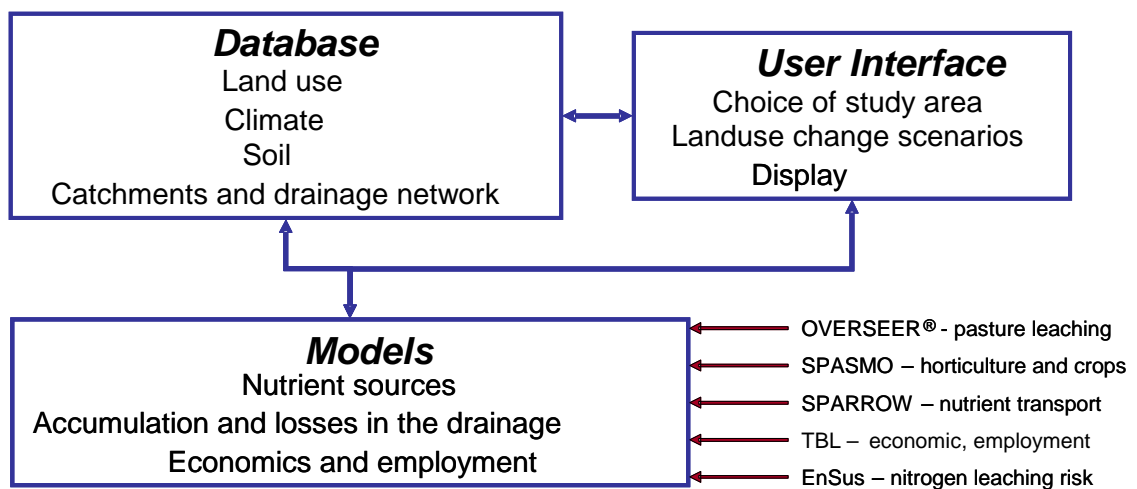 Database
Land use
Climate
Soil
Catchments and drainage network
User Interface
Choice of study area
Landuse change scenarios
Display
Models
Nutrient sources
Accumulation and losses in the drainage
Economics and employment
OVERSEER® - pasture leaching
SPASMO – horticulture and crops
SPARROW – nutrient transport
TBL – economic, employment
EnSus – nitrogen leaching risk